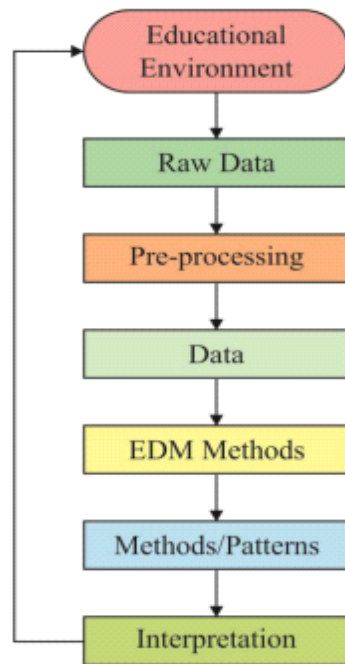 Educational
Environment
Raw Data
Pre-processing
Data
EDM Methods
Methods/Patterns
Interpretation